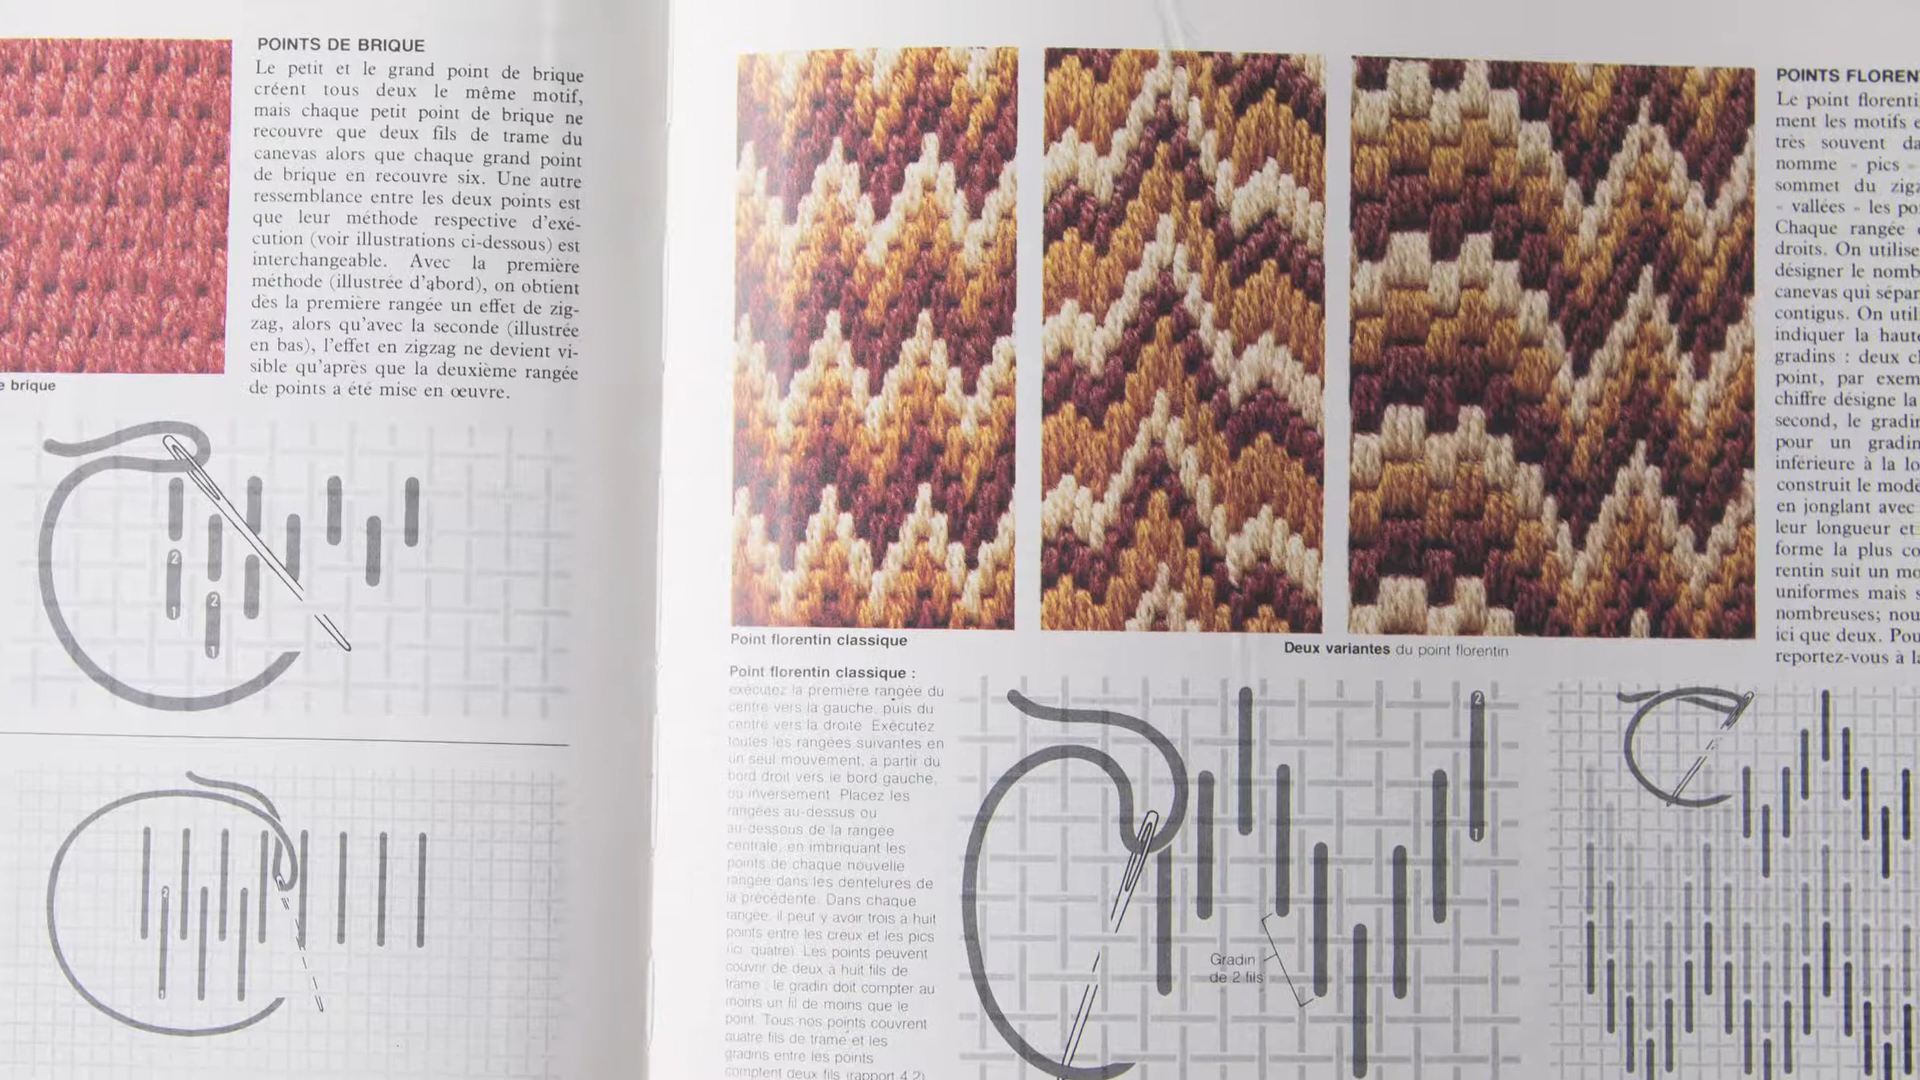 POINTS DE BRIQUE
Le petit et le grand point de brique
créent tous deux le même motif,
mais chaque petit point de brique ne
recouvre que deux fils de trame du
canevas alors que chaque grand point
de brique en recouvre six. Une autre
ressemblance entre les deux points est
que leur méthode respective d'exé-
cution (voir illustrations ci-dessous) est
interchangeable. Avec la première
méthode (illustrée d'abord), on obtient
dès la première rangée un effet de zig-
zag, alors qu'avec la seconde (illustrée
en bas), l'effet en zigzag ne devient vi-
sible qu'après que la deuxième rangée
de points a été mise en œuvre.
e brique
2
1
2
1
2
1
Point florentin classique
Deux variantes du point florentin
Point florentin classique :
exécutez la première rangée du
centre vers la gauche, puis du
centre vers la droite Exécutez
toutes les rangées suivantes en
un seul mouvement, à partir du
bord droit vers le bord gauche,
ou inversement Placez les
rangées au-dessus ou
au-dessous de la rangée
centrale, en imbriquant les
points de chaque nouvelle
rangée dans les dentelures de
la précédente. Dans chaque
rangée, il peut y avoir trois à huit
points entre les creux et les pics
(ici quatre). Les points peuvent
couvrir de deux à huit fils de
trame : le gradin doit compter au
moins un fil de moins que le
point. Tous nos points couvrent
quatre fils de trame et les
gradins entre les points
comptent deux fils (rapport 4.2)
Gradin
de 2 fils
2
1
POINTS FLOREN
Le point florenti
ment les motifs e
très souvent da
nomme « pics »
sommet du zigz
« vallées » les po
Chaque rangée
droits. On utilise
désigner le nomb
canevas qui sépar
contigus. On util
indiquer la haute
gradins : deux c
point, par exem
chiffre désigne la
second, le gradin
pour un gradin
inférieure à la lo
construit le modè
en jonglant avec
leur longueur et
forme la plus co
rentin suit un mo
uniformes mais s
nombreuses; nou
ici que deux. Pou
reportez-vous à la